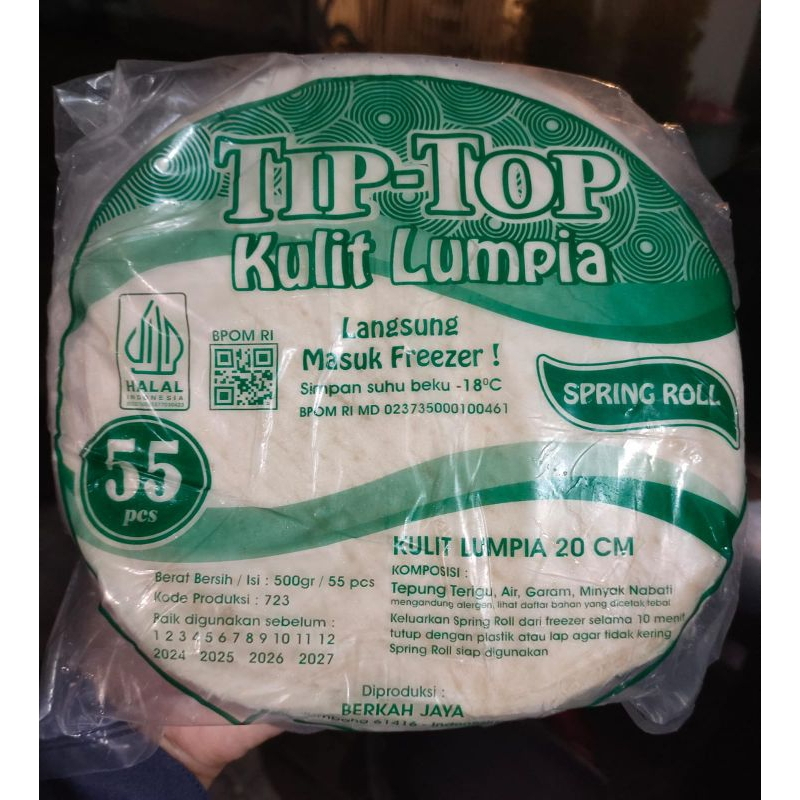 TIP-TOP
Kulit Lumpia
HALAL
INDONESIA
BPOM RI
Langsung
Masuk Freezer !
Simpan suhu beku -18°C
BPOM RI MD 023735000100461
SPRING ROLL
55
pcs
Berat Bersih / Isi : 500gr / 55 pcs
Kode Produksi : 723
Baik digunakan sebelum :
1 2 3 4 5 6 7 8 9 10 11 12
2024 2025 2026 2027
KULIT LUMPIA 20 CM
KOMPOSISI :
Tepung Terigu, Air, Garam, Minyak Nabati
mengandung alergen, lihat daftar bahan yang dicetak tebal
Keluarkan Spring Roll dari freezer selama 10 menit
tutup dengan plastik atau lap agar tidak kering
Spring Roll siap digunakan
Diproduksi :
BERKAH JAYA
61416 -